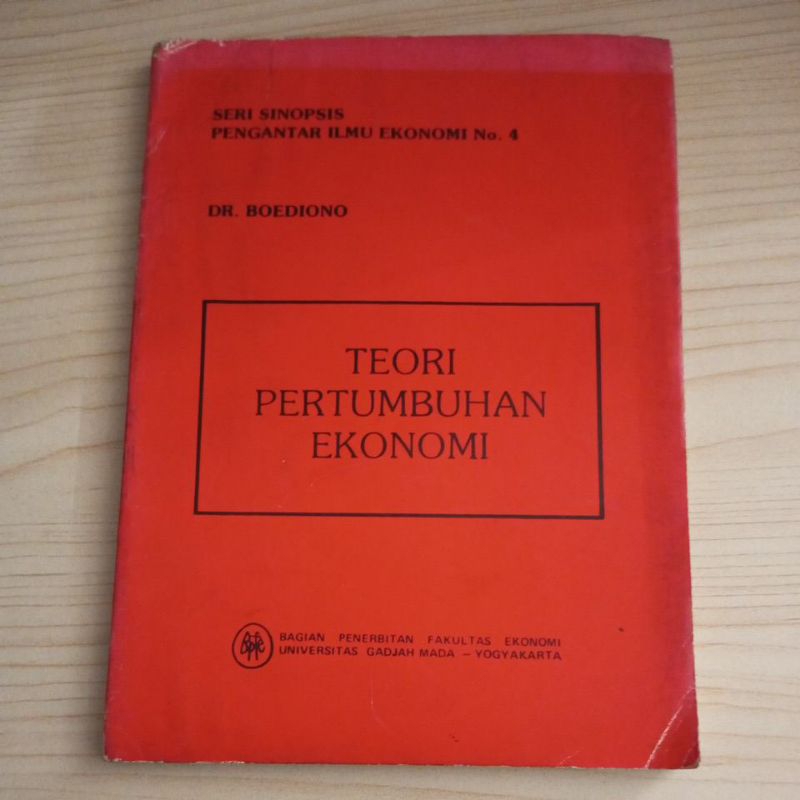 SERI SINOPSIS
PENGANTAR ILMU EKONOMI No. 4
DR. BOEDIONO
TEORI
PERTUMBUHAN
EKONOMI
Bpfe
BAGIAN PENERBITAN FAKULTAS EKONOMI
UNIVERSITAS GADJAH MADA – YOGYAKARTA